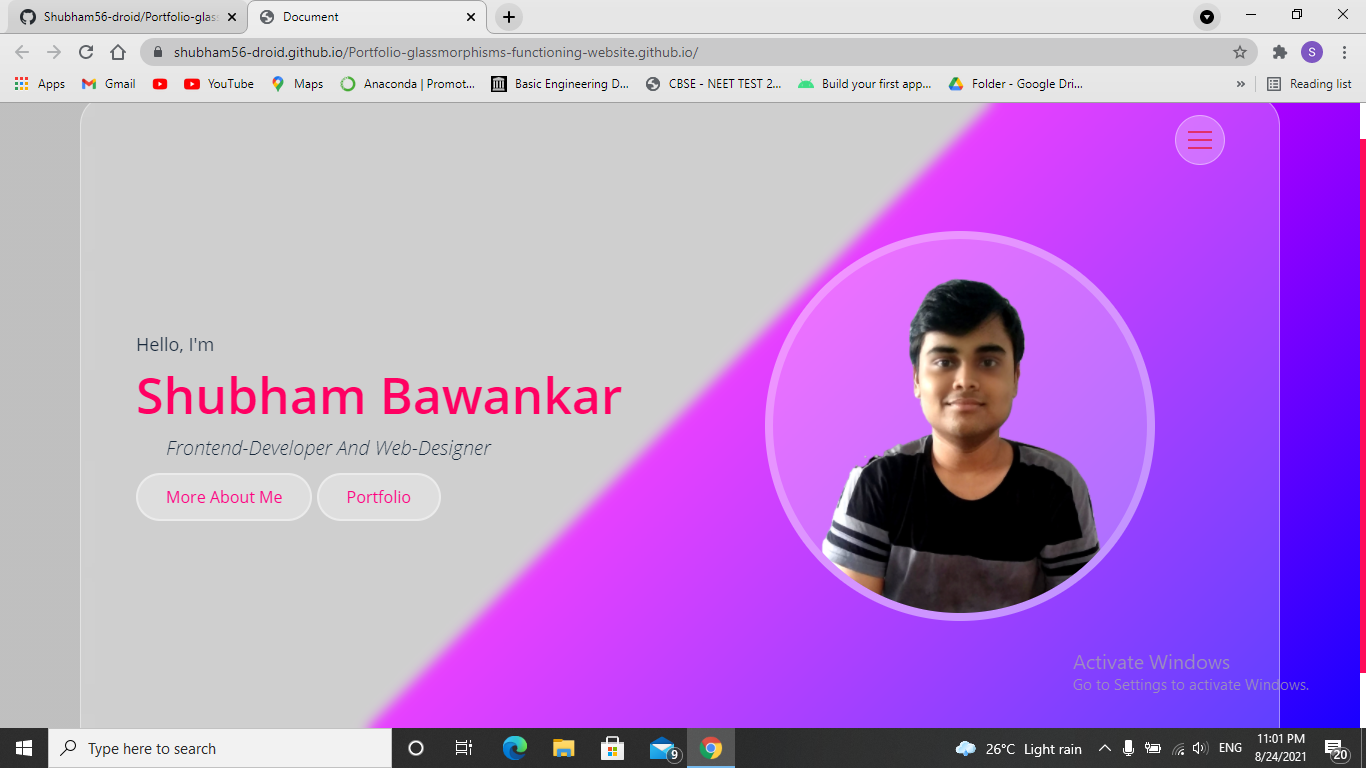 Shubham56-droid/Portfolio-glas
Document
shubham56-droid.github.io/Portfolio-glassmorphisms-functioning-website.github.io/
S
Apps
Gmail
YouTube
Maps
Anaconda | Promot...
Basic Engineering D...
CBSE - NEET TEST 2...
Build your first app...
Folder - Google Dri...
»
Reading list
Hello, I'm
Shubham Bawankar
Frontend-Developer And Web-Designer
More About Me
Portfolio
Activate Windows
Go to Settings to activate Windows.
Type here to search
9
26°C Light rain
ENG
11:01 PM
8/24/2021
20